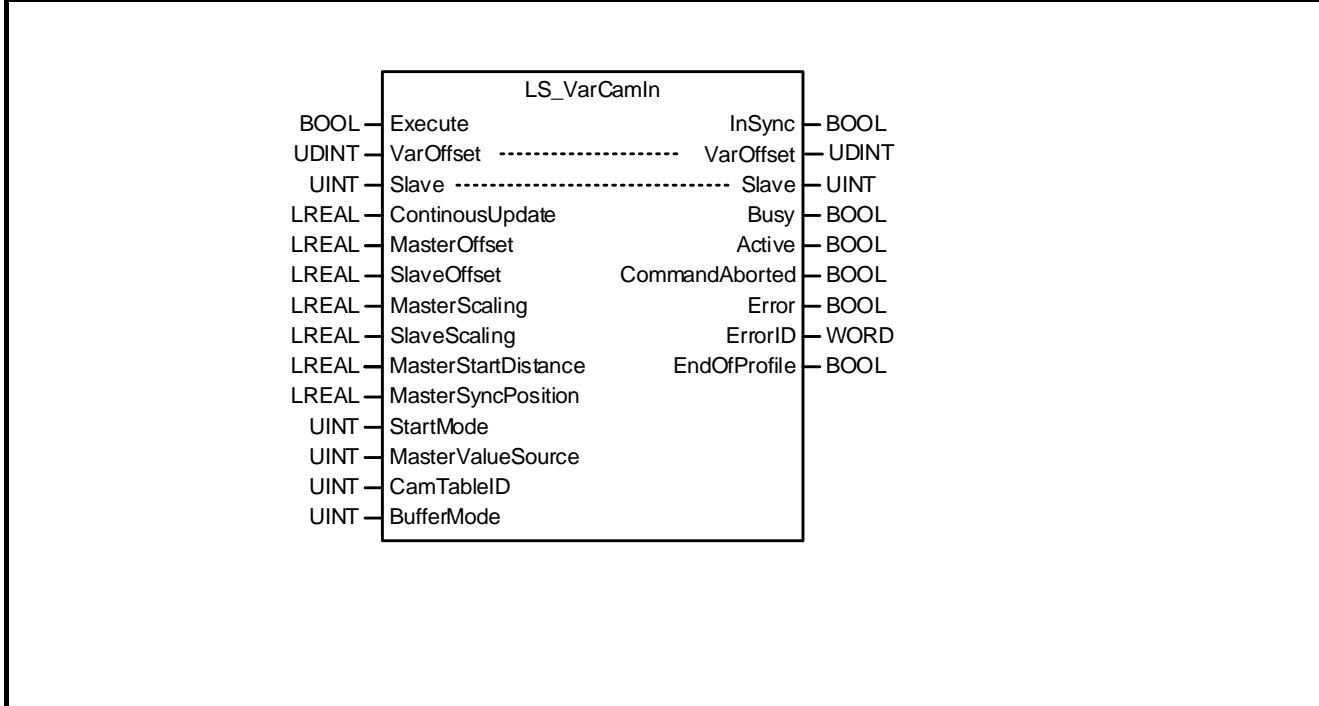 LS_VarCamIn
BOOL Execute InSync BOOL
UDINT VarOffset VarOffset UDINT
UINT Slave Slave UINT
LREAL ContinousUpdate Busy BOOL
LREAL MasterOffset Active BOOL
LREAL SlaveOffset CommandAborted BOOL
LREAL MasterScaling Error BOOL
LREAL SlaveScaling ErrorID WORD
LREAL MasterStartDistance EndOfProfile BOOL
LREAL MasterSyncPosition
UINT StartMode
UINT MasterValueSource
UINT CamTableID
UINT BufferMode